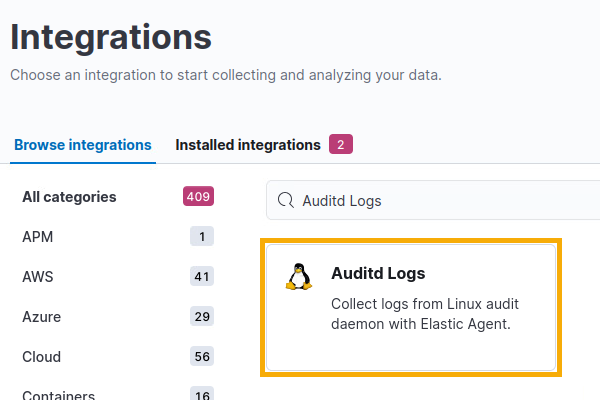 Integrations
Choose an integration to start collecting and analyzing your data.
Browse integrations
Installed integrations 2
All categories 409
APM 1
AWS 41
Azure 29
Cloud 56
Containers 16
Auditd Logs
Auditd Logs
Collect logs from Linux audit
daemon with Elastic Agent.